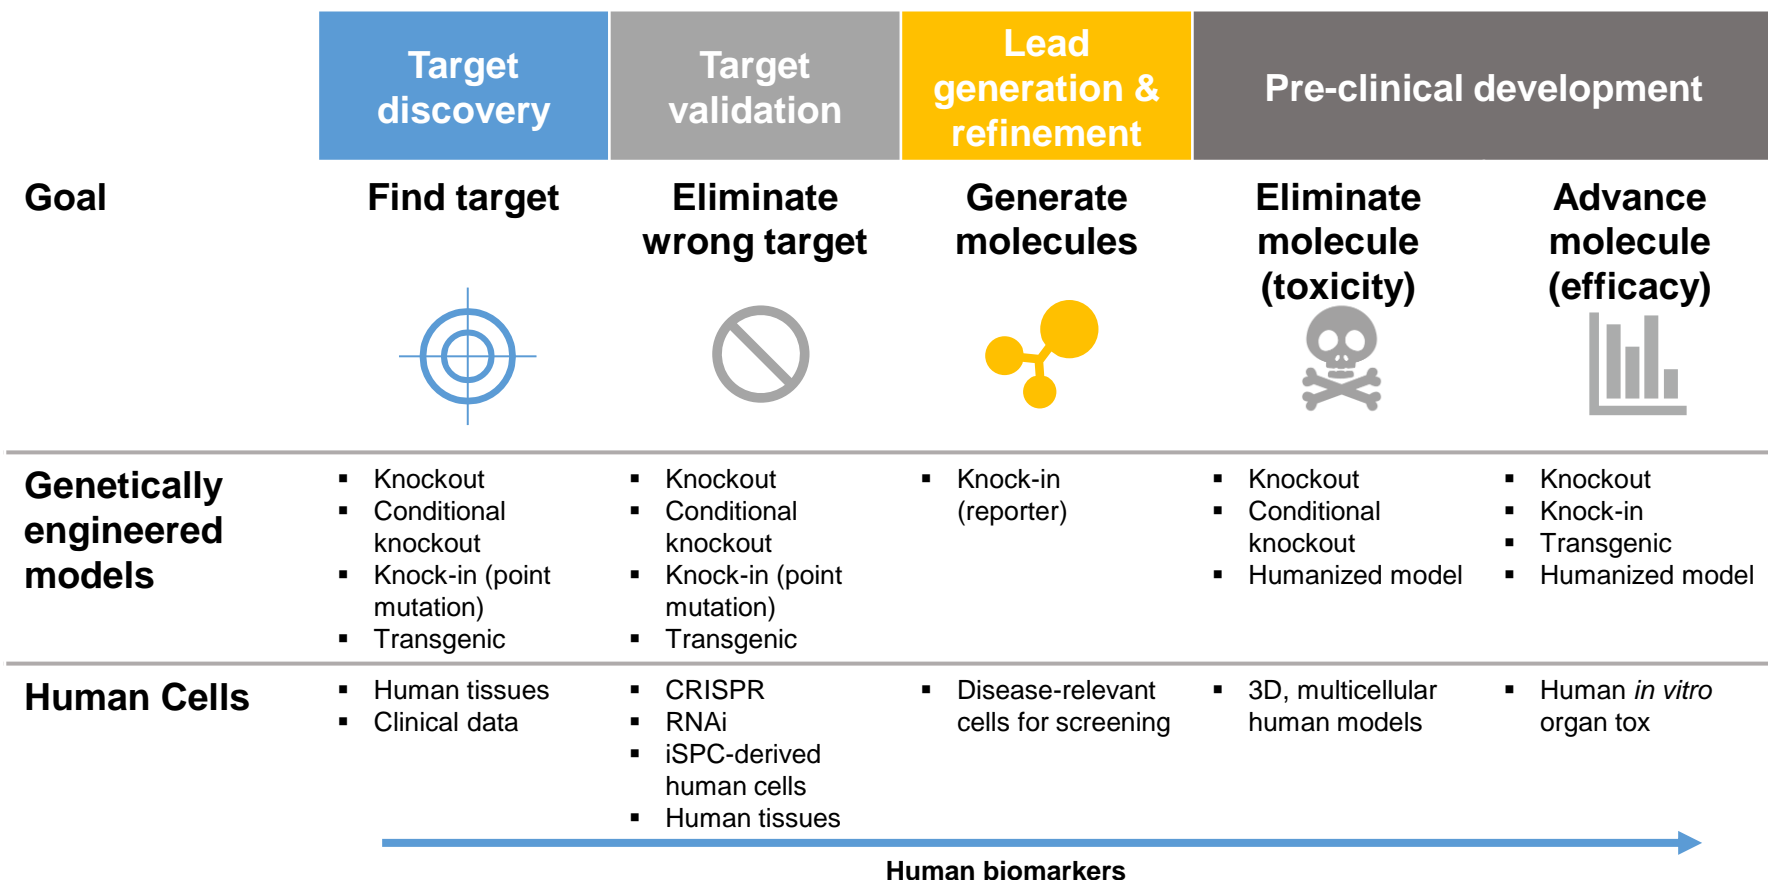 Target
discovery
Target
validation
Lead
generation &
refinement
Pre-clinical development
Goal
Find target
Eliminate
wrong target
Generate
molecules
Eliminate
molecule
(toxicity)
Advance
molecule
(efficacy)
Genetically
engineered
models
▪ Knockout
▪ Conditional
knockout
▪ Knock-in (point
mutation)
▪ Transgenic
▪ Knockout
▪ Conditional
knockout
▪ Knock-in (point
mutation)
▪ Transgenic
▪ Knock-in
(reporter)
▪ Knockout
▪ Conditional
knockout
▪ Humanized model
▪ Knockout
▪ Knock-in
▪ Transgenic
▪ Humanized model
Human Cells
▪ Human tissues
▪ Clinical data
▪ CRISPR
▪ RNAi
▪ iSPC-derived
human cells
▪ Human tissues
▪ Disease-relevant
cells for screening
▪ 3D, multicellular
human models
▪ Human in vitro
organ tox
Human biomarkers